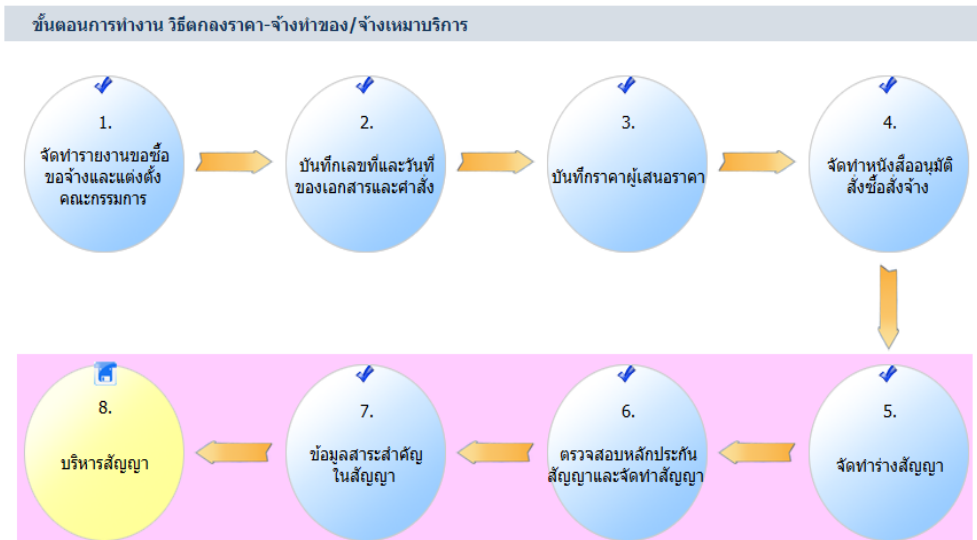 ขั้นตอนการทำงาน วิธีตกลงราคา-จ้างทำของ/จ้างเหมาบริการ
1.
จัดทำรายงานขอซื้อ
ขอจ้างและแต่งตั้ง
คณะกรรมการ
2.
บันทึกเลขที่และวันที่
ของเอกสารและคำสั่ง
3.
บันทึกราคาผู้เสนอราคา
4.
จัดทำหนังสืออนุมัติ
สั่งซื้อสั่งจ้าง
5.
จัดทำร่างสัญญา
6.
ตรวจสอบหลักประกัน
สัญญาและจัดทำสัญญา
7.
ข้อมูลสาระสำคัญ
ในสัญญา
8.
บริหารสัญญา